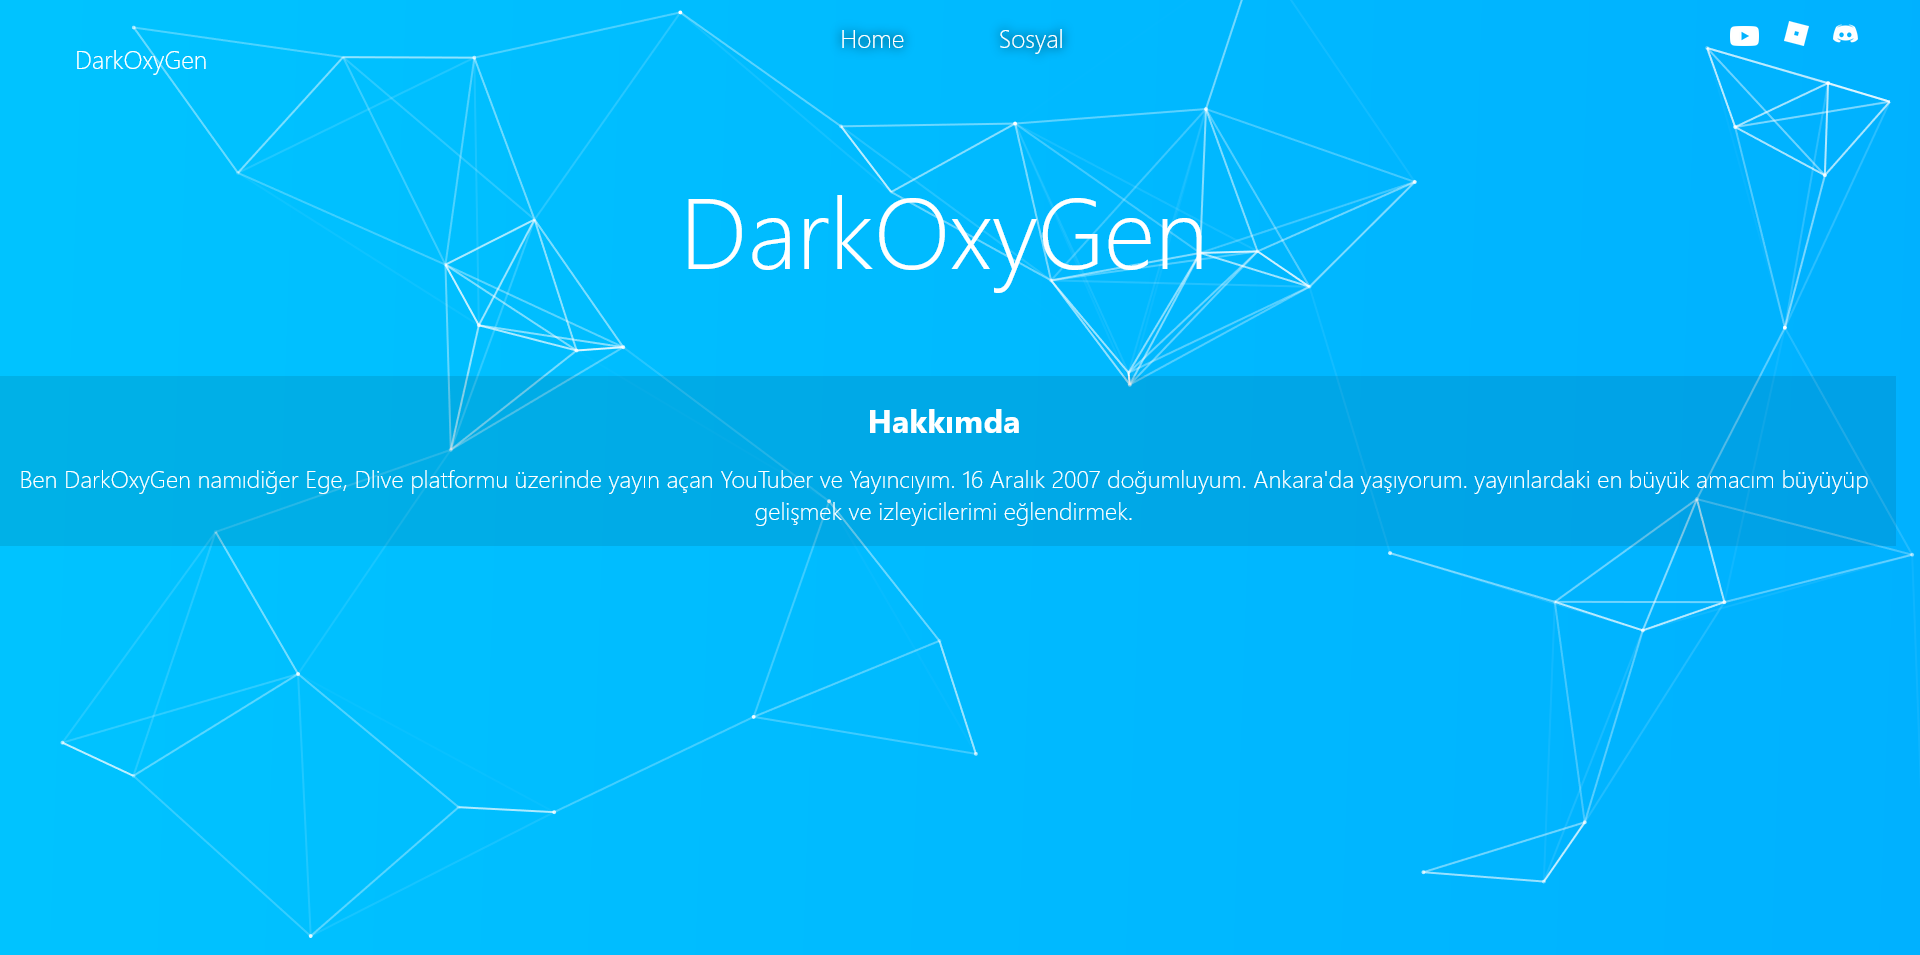 DarkOxyGen
Home
Sosyal
DarkOxyGen
Hakkımda
Ben DarkOxyGen namıdiğer Ege, Dlive platformu üzerinde yayın açan YouTuber ve Yayıncıyım. 16 Aralık 2007 doğumluyum. Ankara'da yaşıyorum. yayınlardaki en büyük amacım büyüyüp
gelişmek ve izleyicilerimi eğlendirmek.